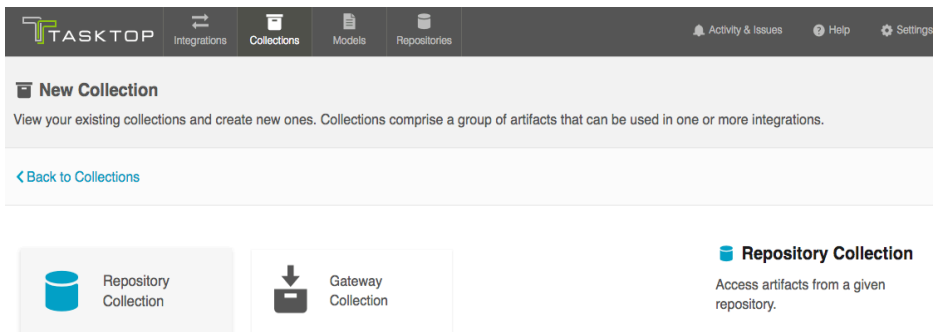 TASKTOP
Integrations
Collections
Models
Repositories
Activity & Issues
Help
Settings
New Collection
View your existing collections and create new ones. Collections comprise a group of artifacts that can be used in one or more integrations.
Back to Collections
Repository
Collection
Gateway
Collection
Repository Collection
Access artifacts from a given
repository.